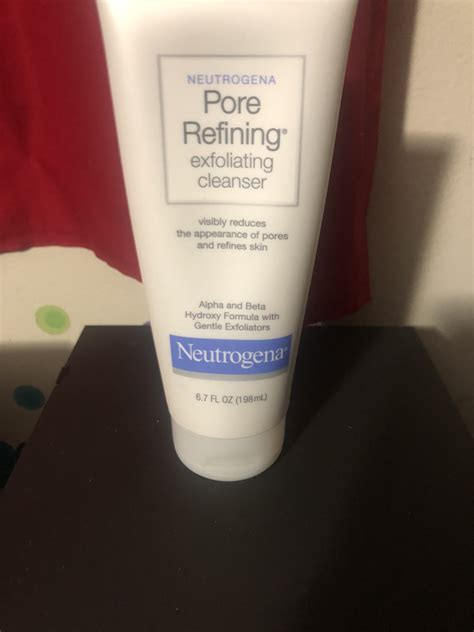 NEUTROGENA
Pore
Refining®
exfoliating
cleanser
visibly reduces
the appearance of pores
and refines skin
Alpha and Beta
Hydroxy Formula with
Gentle Exfoliators
Neutrogena®
6.7 FL OZ (198mL)